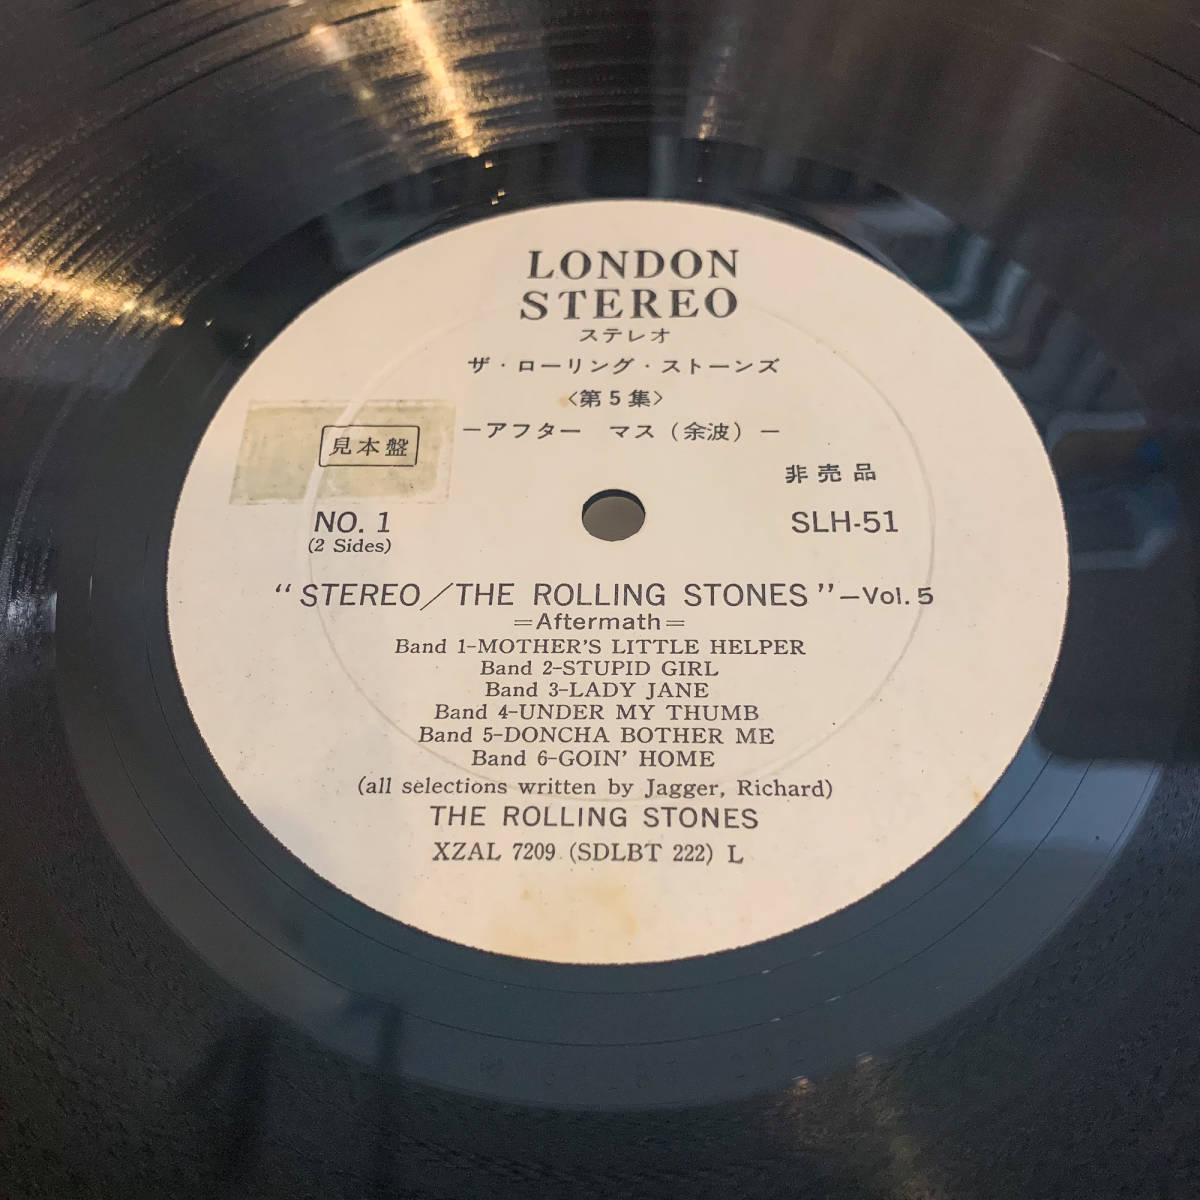 LONDON
STEREO
ステレオ
ザ・ローリング・ストーンズ
〈第5集〉
—アフター マス（余波）—
見本盤
非売品
NO. 1
(2 Sides)
SLH-51
"STEREO/THE ROLLING STONES"—Vol. 5
=Aftermath=
Band 1-MOTHER'S LITTLE HELPER
Band 2-STUPID GIRL
Band 3-LADY JANE
Band 4-UNDER MY THUMB
Band 5-DONCHA BOTHER ME
Band 6-GOIN' HOME
(all selections written by Jagger, Richard)
THE ROLLING STONES
XZAL 7209 (SDLBT 222) L